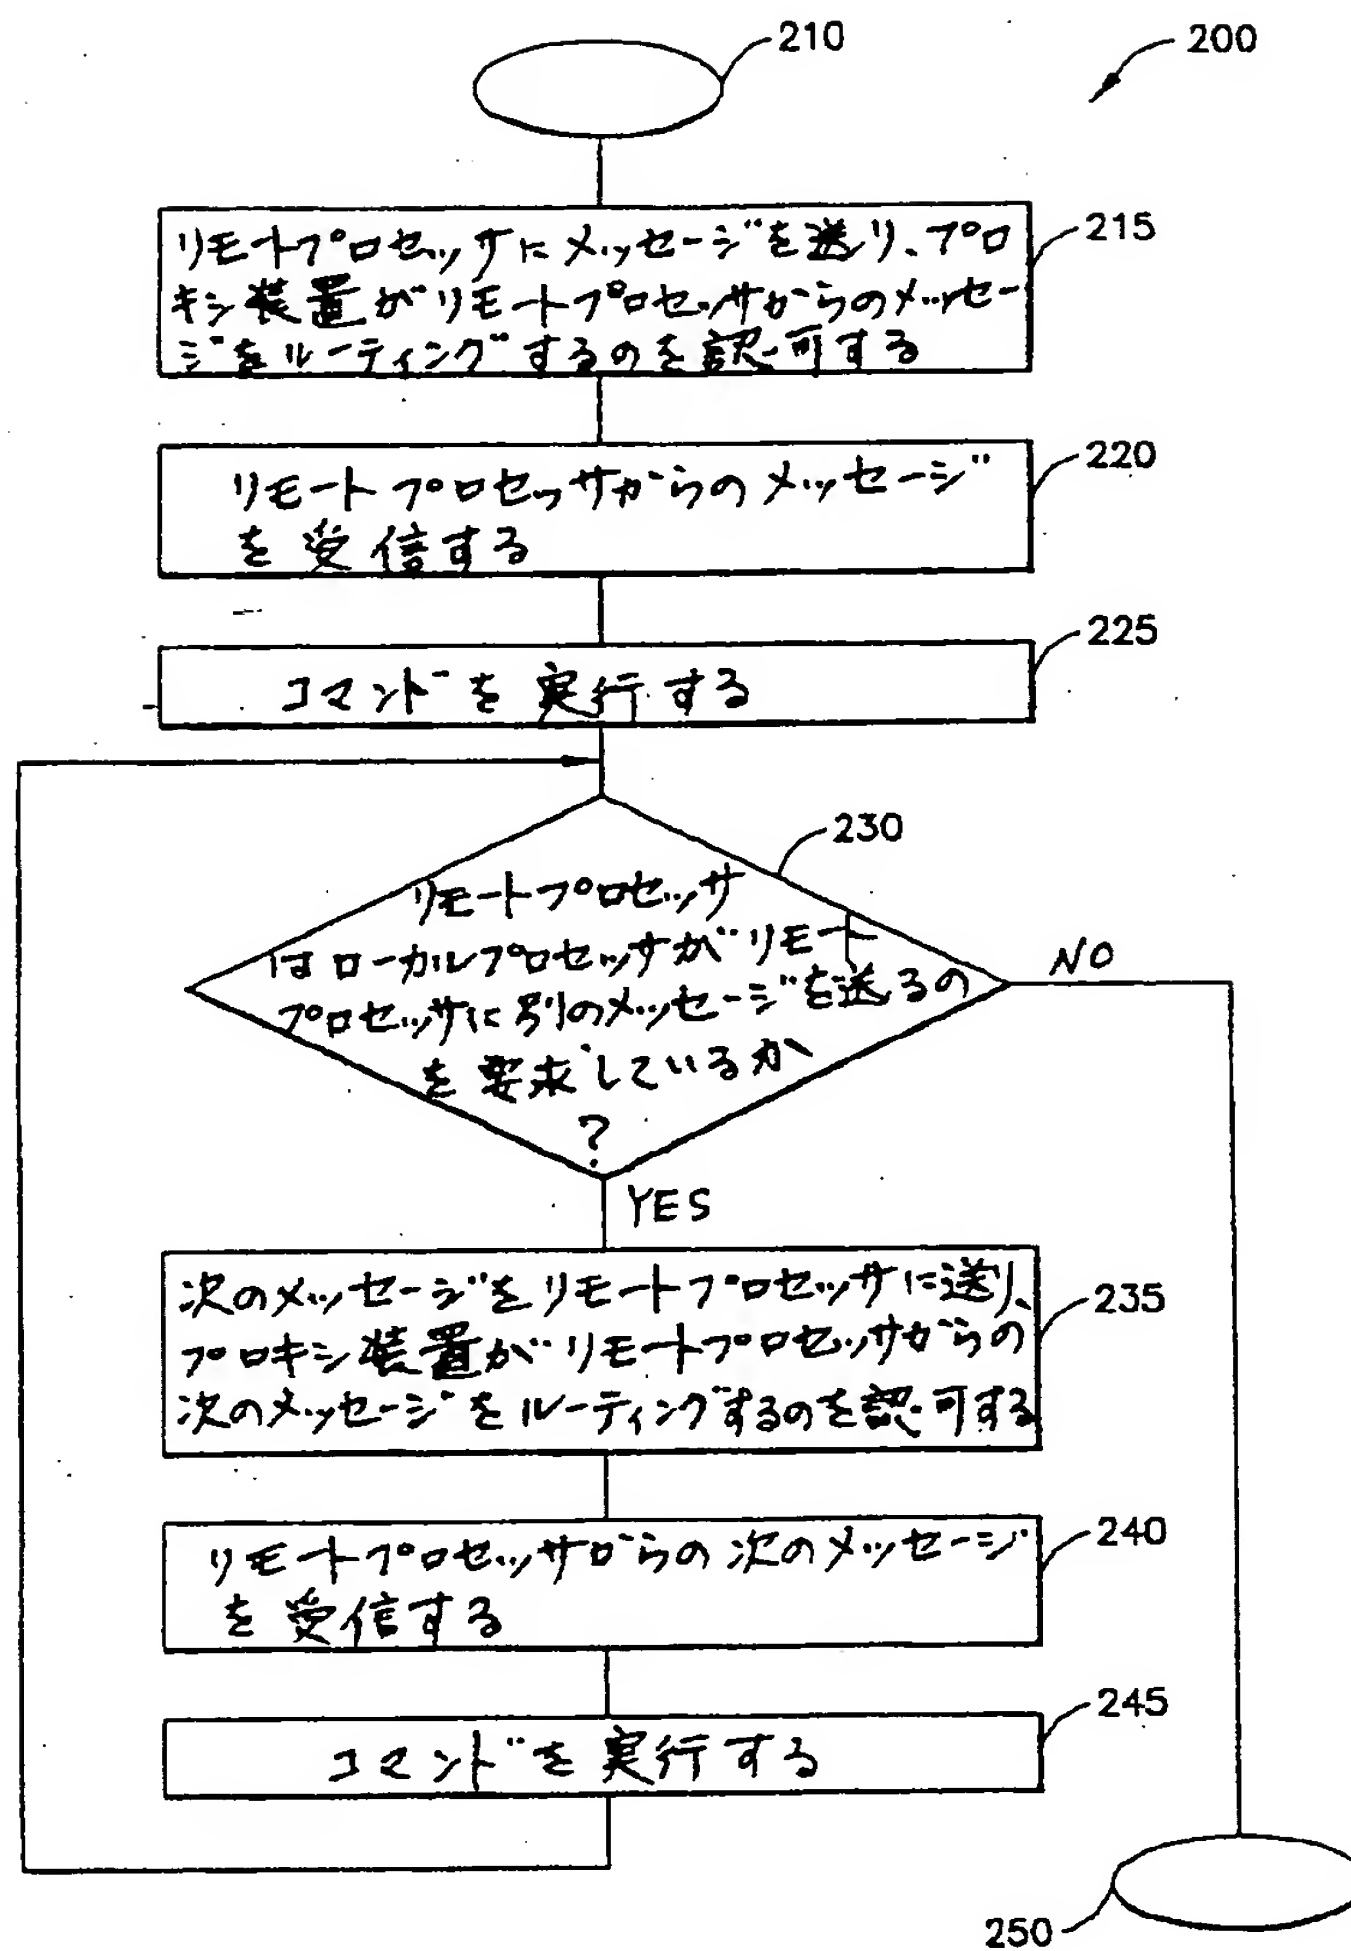 210
200
リモートプロセッサにメッセージを送り、プロ
キシ装置がリモートプロセッサからのメッセー
ジをルーティングするのを認可する
215
リモートプロセッサからのメッセージ
を受信する
220
コマンドを実行する
225
230
リモートプロセッサ
はローカルプロセッサがリモート
プロセッサに別のメッセージを送るの
を要求しているか
?
NO
YES
次のメッセージをリモートプロセッサに送り、
プロキシ装置がリモートプロセッサからの
次のメッセージをルーティングするのを認可する
235
リモートプロセッサからの次のメッセージ
を受信する
240
コマンドを実行する
245
250